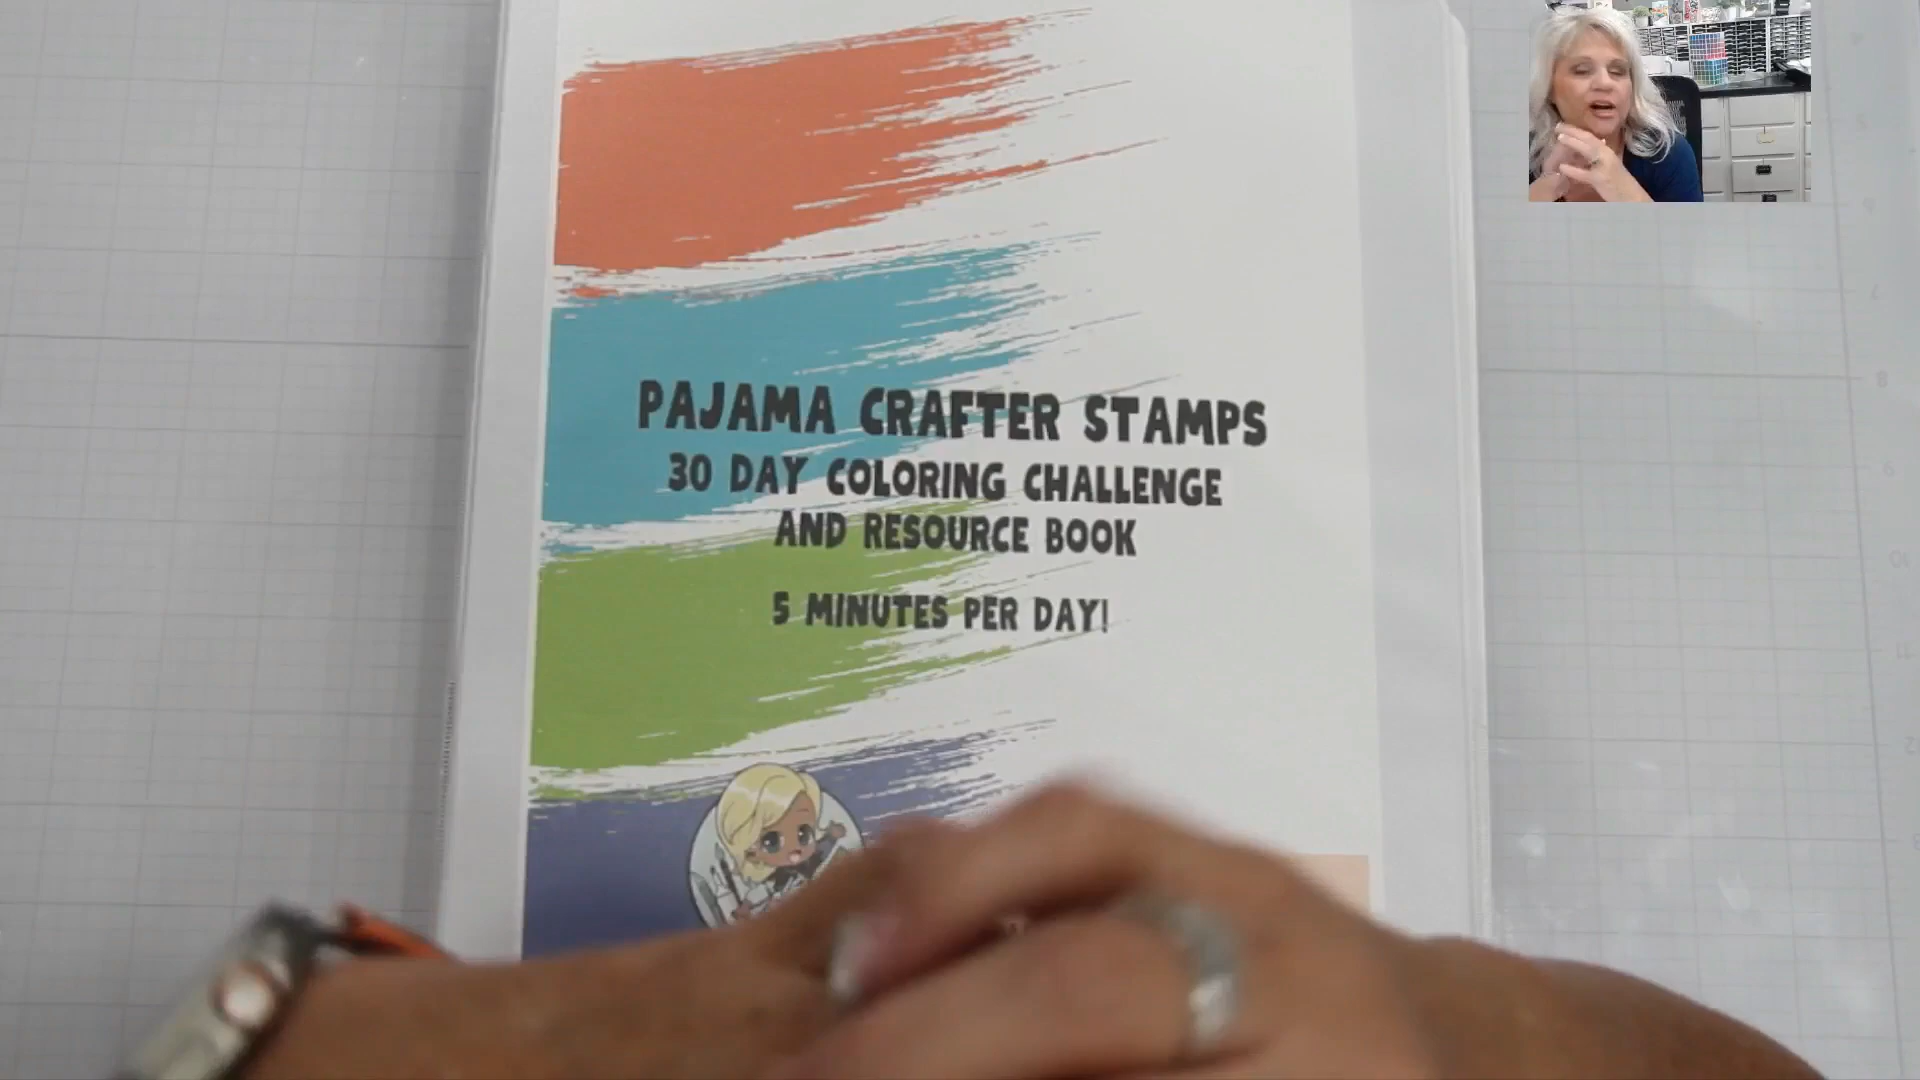 PAJAMA CRAFTER STAMPS
30 DAY COLORING CHALLENGE
AND RESOURCE BOOK
5 MINUTES PER DAY!